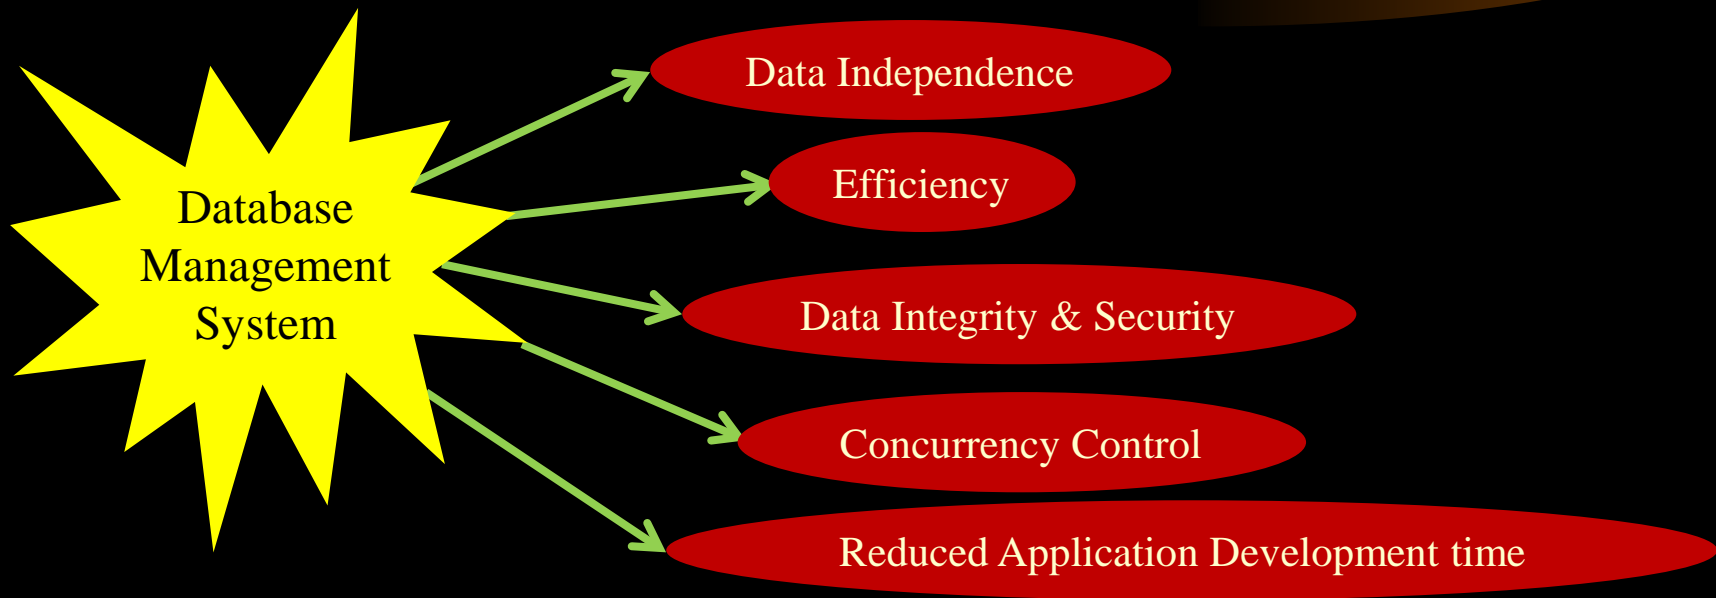 Database
Management
System
Data Independence
Efficiency
Data Integrity & Security
Concurrency Control
Reduced Application Development time